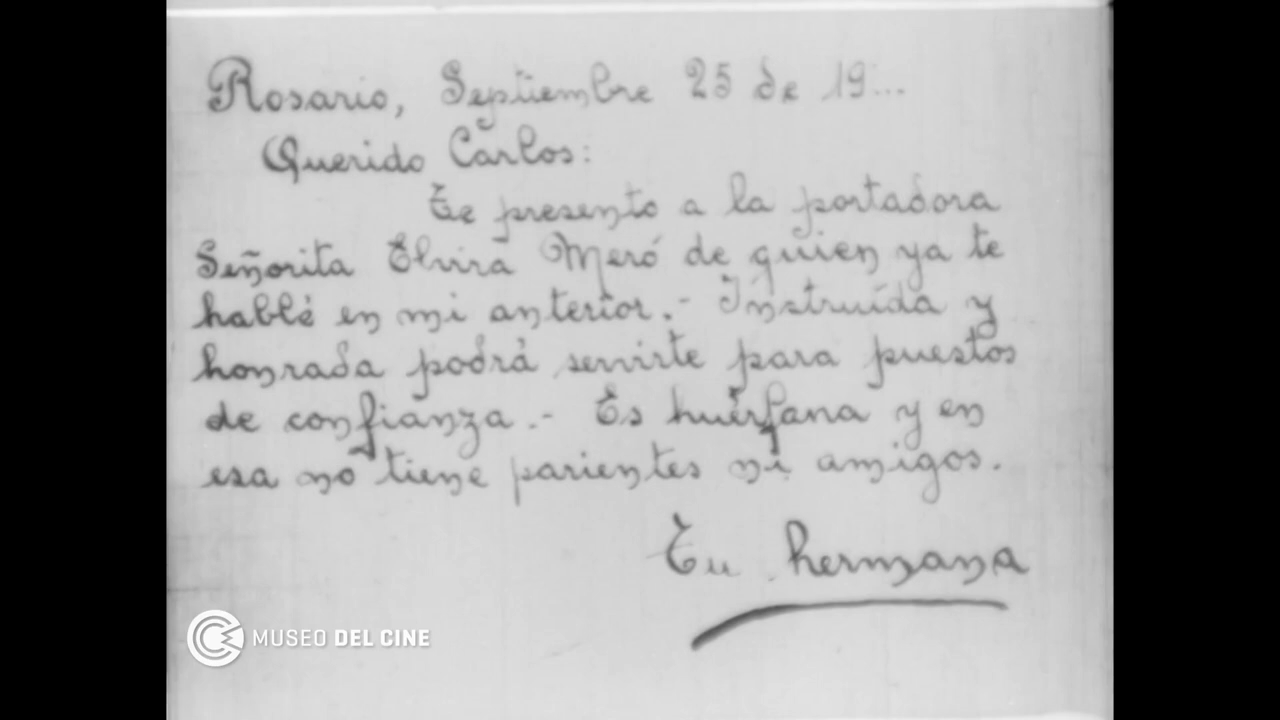 Rosario, Septiembre 25 de 19...
Querido Carlos:
Te presento a la portadora
Señorita Elvira Meró de quien ya te
hablé en mi anterior.- Instruída y
honrada podrá servirte para puestos
de confianza.- Es huérfana y en
esa no tiene parientes ni amigos.
Tu hermana
MUSEO DEL CINE